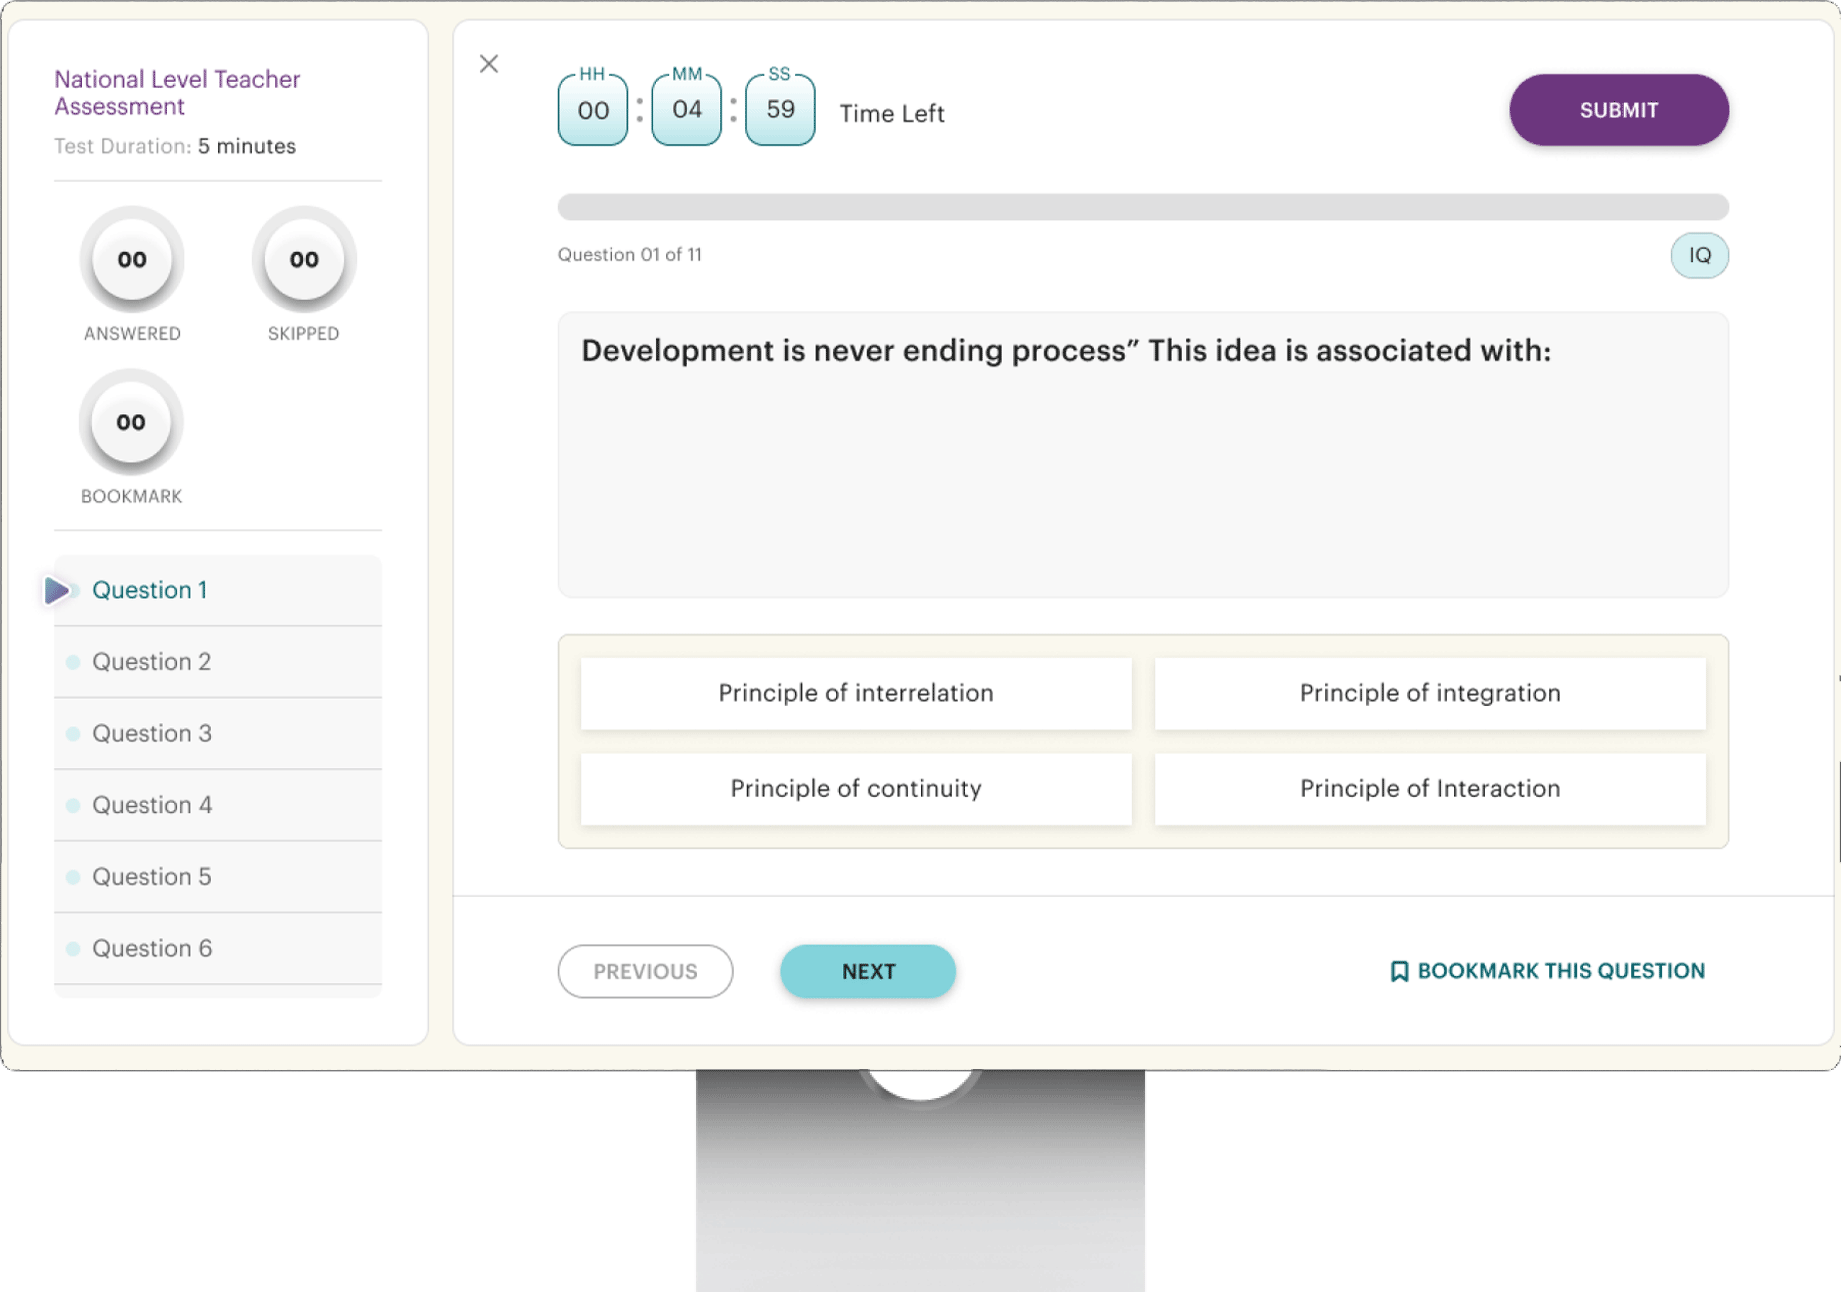 National Level Teacher
Assessment
Test Duration: 5 minutes
00
ANSWERED
00
SKIPPED
00
BOOKMARK
Question 1
Question 2
Question 3
Question 4
Question 5
Question 6
HH
00
:
MM
04
:
SS
59
Time Left
SUBMIT
Question 01 of 11
IQ
Development is never ending process” This idea is associated with:
Principle of interrelation
Principle of integration
Principle of continuity
Principle of Interaction
PREVIOUS
NEXT
BOOKMARK THIS QUESTION